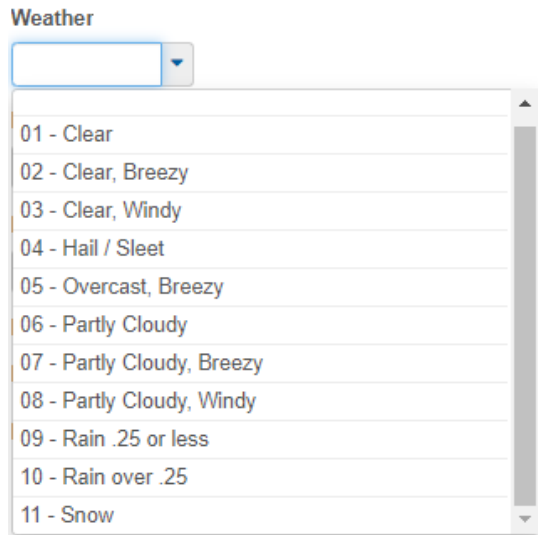 Weather
01 - Clear
02 - Clear, Breezy
03 - Clear, Windy
04 - Hail / Sleet
05 - Overcast, Breezy
06 - Partly Cloudy
07 - Partly Cloudy, Breezy
08 - Partly Cloudy, Windy
09 - Rain .25 or less
10 - Rain over .25
11 - Snow